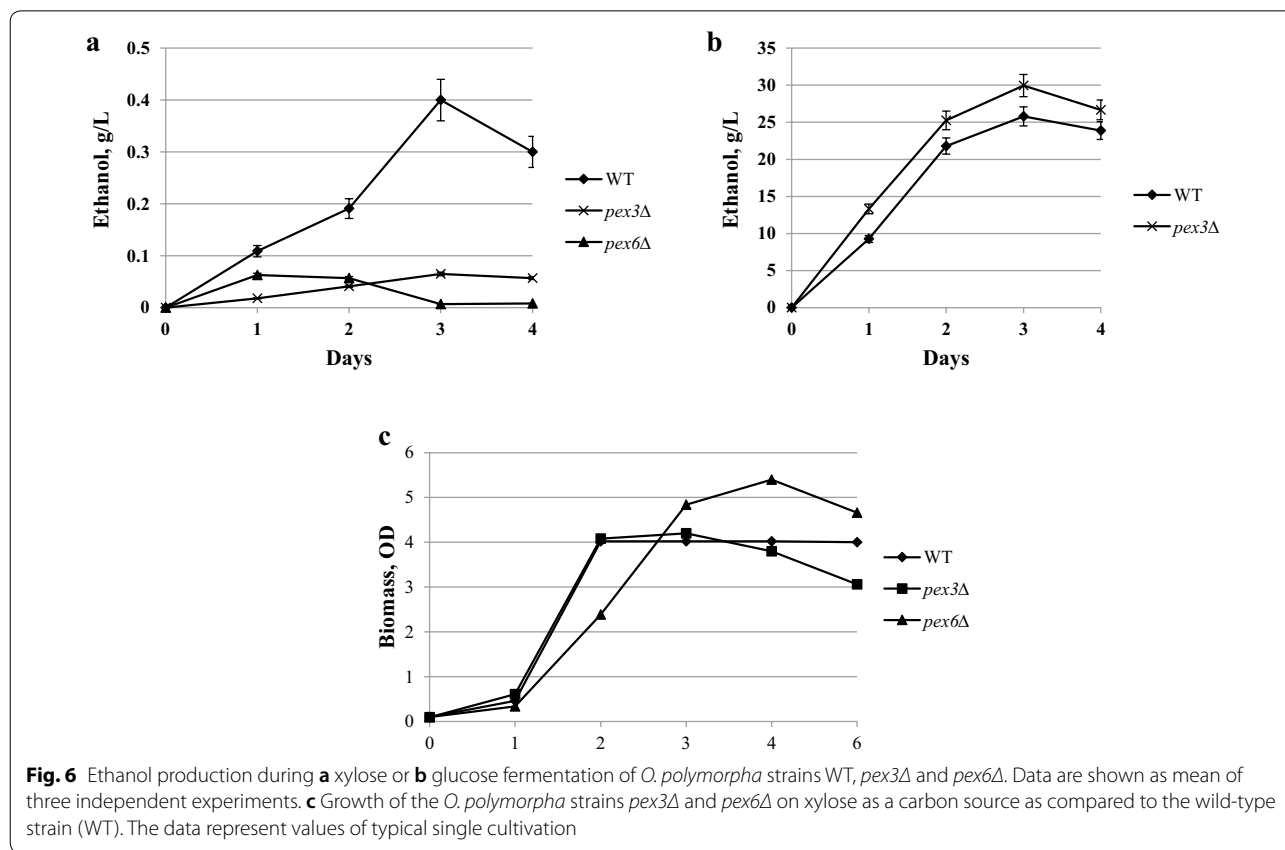 a
0.5
0.4
0.3
0.2
0.1
0
Ethanol, g/L
0 1 2 3 4
Days
WT
pex3Δ
pex6Δ
b
35
30
25
20
15
10
5
0
Ethanol, g/L
0 1 2 3 4
Days
WT
pex3Δ
c
6
5
4
3
2
1
0
Biomass, OD
0 1 2 3 4 6
WT
pex3Δ
pex6Δ
Fig. 6 Ethanol production during a xylose or b glucose fermentation of O. polymorpha strains WT, pex3Δ and pex6Δ. Data are shown as mean of
three independent experiments. c Growth of the O. polymorpha strains pex3Δ and pex6Δ on xylose as a carbon source as compared to the wild-type
strain (WT). The data represent values of typical single cultivation